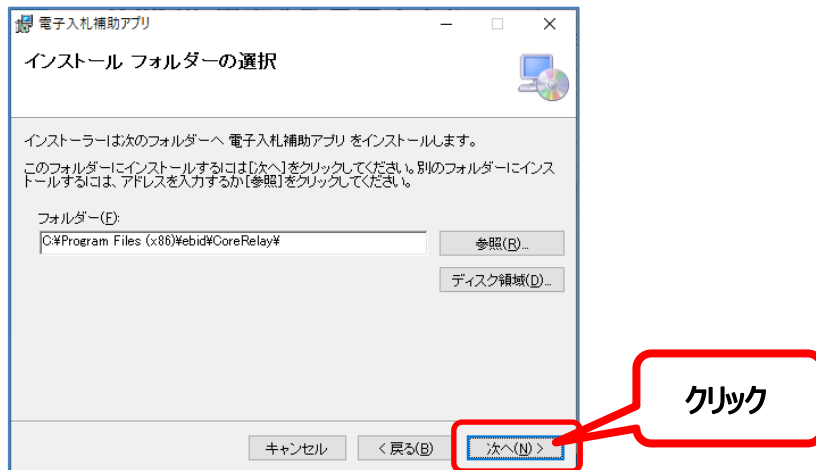 電子入札補助アプリ
インストール フォルダーの選択
インストーラーは次のフォルダーへ 電子入札補助アプリ をインストールします。
このフォルダーにインストールするには[次へ]をクリックしてください。別のフォルダーにインス
トールするには、アドレスを入力するか[参照]をクリックしてください。
フォルダー(F):
C:¥Program Files (x86)¥ebid¥CoreRelay¥
参照(R)...
ディスク領域(D)...
クリック
キャンセル
< 戻る(B)
次へ(N) >